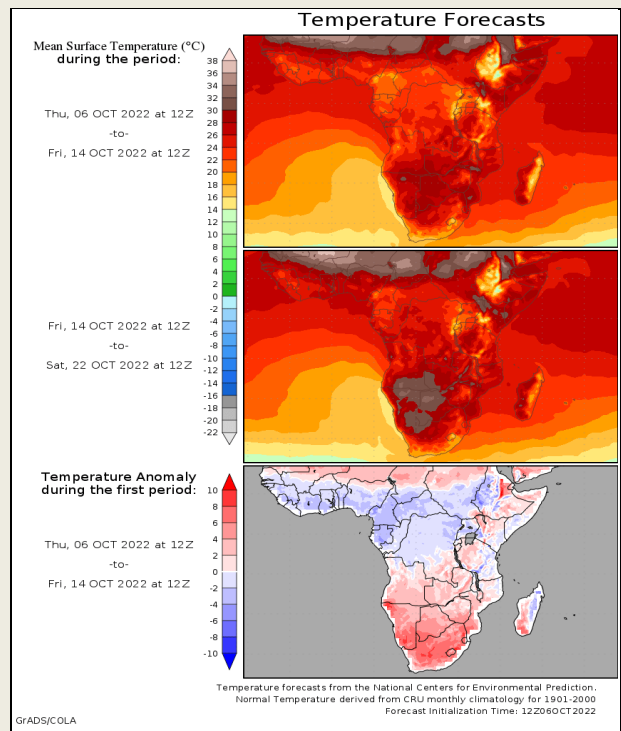 Temperature Forecasts
Mean Surface Temperature (°C)
during the period:
Thu, 06 OCT 2022 at 12Z
-to-
Fri, 14 OCT 2022 at 12Z
38
36
34
32
30
28
26
24
22
20
18
16
14
12
10
8
6
4
2
0
-2
-4
-6
-8
-10
-12
-14
-16
-18
-20
-22
Fri, 14 OCT 2022 at 12Z
-to-
Sat, 22 OCT 2022 at 12Z
Temperature Anomaly
during the first period:
Thu, 06 OCT 2022 at 12Z
-to-
Fri, 14 OCT 2022 at 12Z
10
8
6
4
2
0
-2
-4
-6
-8
-10
Temperature forecasts from the National Centers for Environmental Prediction.
Normal Temperature derived from CRU monthly climatology for 1901-2000
Forecast Initialization Time: 12Z06OCT2022
GrADS/COLA